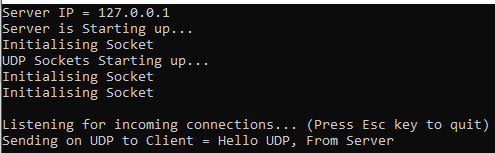 Server IP = 127.0.0.1
Server is Starting up...
Initialising Socket
UDP Sockets Starting up...
Initialising Socket
Initialising Socket
Listening for incoming connections... (Press Esc key to quit)
Sending on UDP to Client = Hello UDP, From Server